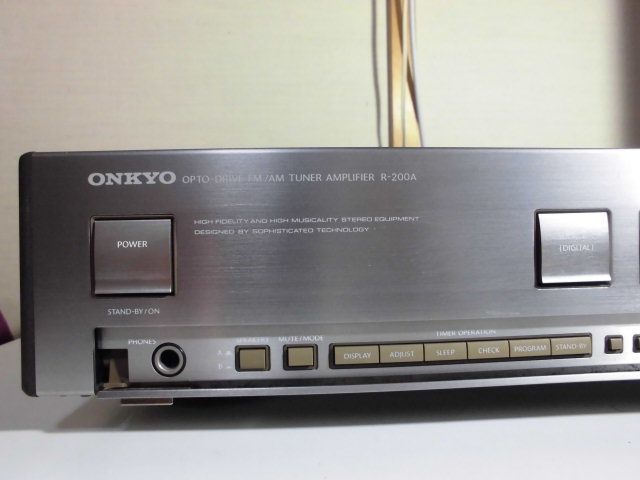 ONKYO OPTO-DRIVE FM/AM TUNER AMPLIFIER R-200A
HIGH FIDELITY AND HIGH MUSICALITY STEREO EQUIPMENT
DESIGNED BY SOPHISTICATED TECHNOLOGY
POWER
(DIGITAL)
STAND-BY/ON
PHONES SPEAKERS MUTE/MODE TIMER OPERATION
A
B
DISPLAY ADJUST SLEEP CHECK PROGRAM STAND-BY